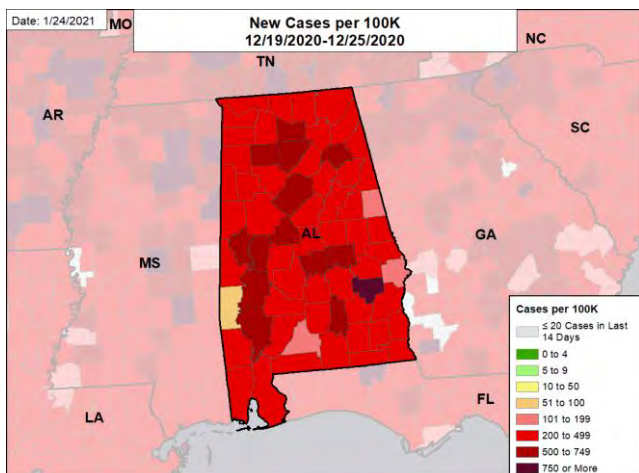 Date: 1/24/2021
New Cases per 100K
12/19/2020-12/25/2020
MO
TN
NC
AR
SC
AL
MS
GA
LA
FL
Cases per 100K
≤ 20 Cases in Last
14 Days
0 to 4
5 to 9
10 to 50
51 to 100
101 to 199
200 to 499
500 to 749
750 or More